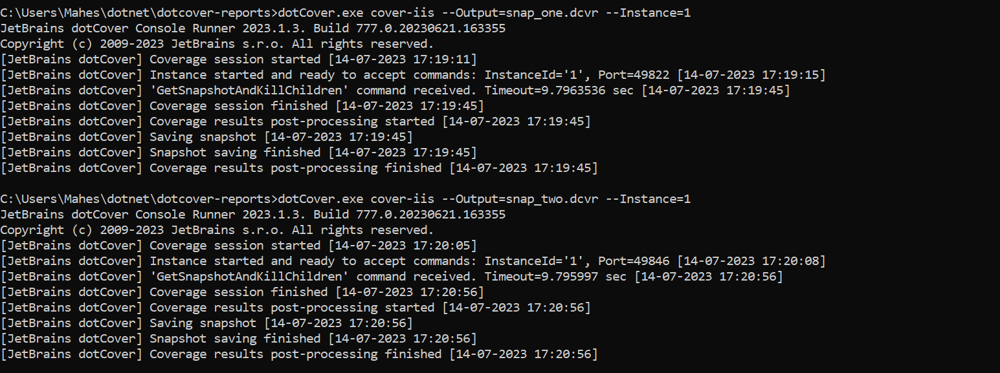 C:\Users\Mahes\dotnet\dotcover-reports>dotCover.exe cover-iis --Output=snap_one.dcvr --Instance=1
JetBrains dotCover Console Runner 2023.1.3. Build 777.0.20230621.163355
Copyright (c) 2009-2023 JetBrains s.r.o. All rights reserved.
[JetBrains dotCover] Coverage session started [14-07-2023 17:19:11]
[JetBrains dotCover] Instance started and ready to accept commands: InstanceId='1', Port=49822 [14-07-2023 17:19:15]
[JetBrains dotCover] 'GetSnapshotAndKillChildren' command received. Timeout=9.7963536 sec [14-07-2023 17:19:45]
[JetBrains dotCover] Coverage session finished [14-07-2023 17:19:45]
[JetBrains dotCover] Coverage results post-processing started [14-07-2023 17:19:45]
[JetBrains dotCover] Saving snapshot [14-07-2023 17:19:45]
[JetBrains dotCover] Snapshot saving finished [14-07-2023 17:19:45]
[JetBrains dotCover] Coverage results post-processing finished [14-07-2023 17:19:45]
C:\Users\Mahes\dotnet\dotcover-reports>dotCover.exe cover-iis --Output=snap_two.dcvr --Instance=1
JetBrains dotCover Console Runner 2023.1.3. Build 777.0.20230621.163355
Copyright (c) 2009-2023 JetBrains s.r.o. All rights reserved.
[JetBrains dotCover] Coverage session started [14-07-2023 17:20:05]
[JetBrains dotCover] Instance started and ready to accept commands: InstanceId='1', Port=49846 [14-07-2023 17:20:08]
[JetBrains dotCover] 'GetSnapshotAndKillChildren' command received. Timeout=9.795997 sec [14-07-2023 17:20:56]
[JetBrains dotCover] Coverage session finished [14-07-2023 17:20:56]
[JetBrains dotCover] Coverage results post-processing started [14-07-2023 17:20:56]
[JetBrains dotCover] Saving snapshot [14-07-2023 17:20:56]
[JetBrains dotCover] Snapshot saving finished [14-07-2023 17:20:56]
[JetBrains dotCover] Coverage results post-processing finished [14-07-2023 17:20:56]